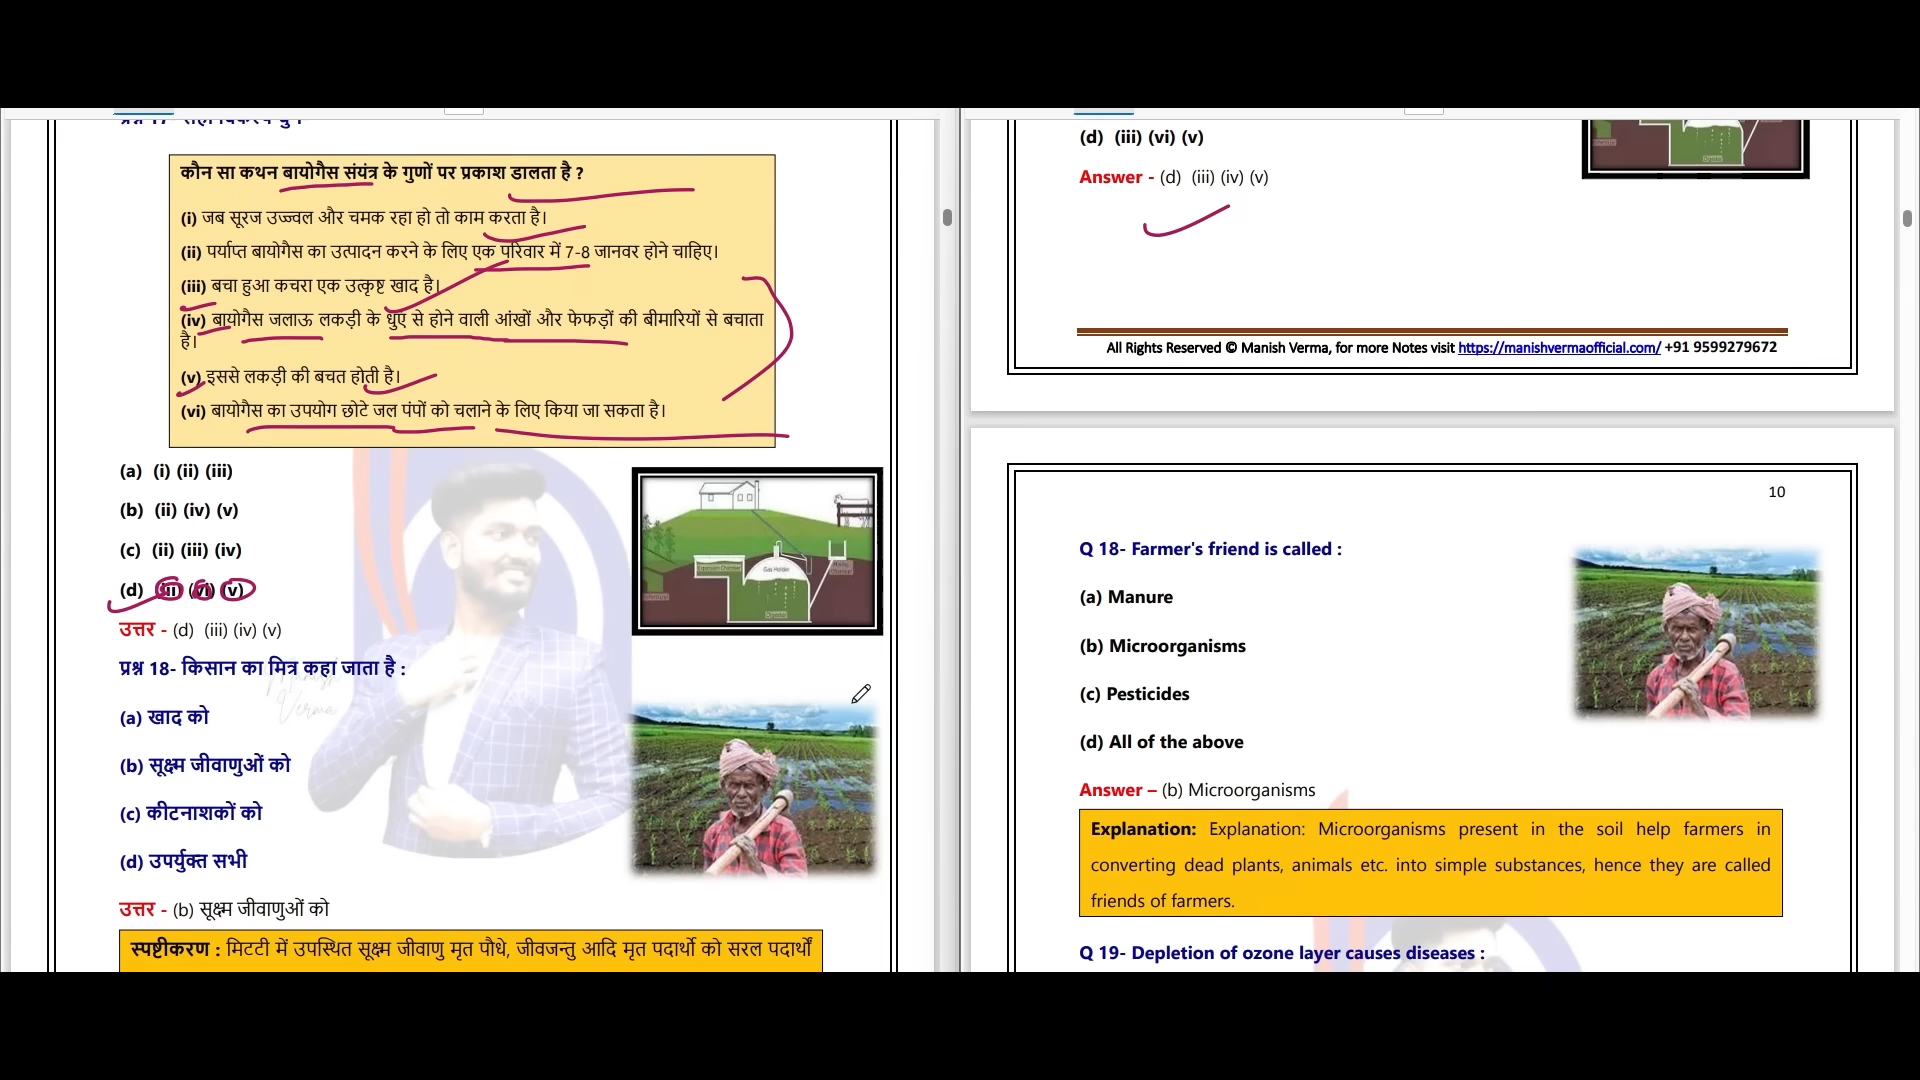 कौन सा कथन बायोगैस संयंत्र के गुणों पर प्रकाश डालता है ?
(i) जब सूरज उज्ज्वल और चमक रहा हो तो काम करता है।
(ii) पर्याप्त बायोगैस का उत्पादन करने के लिए एक परिवार में 7-8 जानवर होने चाहिए।
(iii) बचा हुआ कचरा एक उत्कृष्ट खाद है।
(iv) बायोगैस जलाऊ लकड़ी के धुएं से होने वाली आंखों और फेफड़ों की बीमारियों से बचाता
है।
(v) इससे लकड़ी की बचत होती है।
(vi) बायोगैस का उपयोग छोटे जल पंपों को चलाने के लिए किया जा सकता है।
(a) (i) (ii) (iii)
(b) (ii) (iv) (v)
(c) (ii) (iii) (iv)
(d) (iii) (vi) (v)
Gas Holder
उत्तर - (d) (iii) (iv) (v)
प्रश्न 18- किसान का मित्र कहा जाता है :
Verma
(a) खाद को
(b) सूक्ष्म जीवाणुओं को
(c) कीटनाशकों को
(d) उपर्युक्त सभी
उत्तर - (b) सूक्ष्म जीवाणुओं को
स्पष्टीकरण : मिटटी में उपस्थित सूक्ष्म जीवाणु मृत पौधे, जीवजन्तु आदि मृत पदार्थो को सरल पदार्थों
(d) (iii) (vi) (v)
Answer - (d) (iii) (iv) (v)
All Rights Reserved © Manish Verma, for more Notes visit https://manishvermaofficial.com/ +91 9599279672
10
Q 18- Farmer's friend is called :
(a) Manure
(b) Microorganisms
(c) Pesticides
(d) All of the above
Answer – (b) Microorganisms
Explanation: Explanation: Microorganisms present in the soil help farmers in
converting dead plants, animals etc. into simple substances, hence they are called
friends of farmers.
Q 19- Depletion of ozone layer causes diseases :